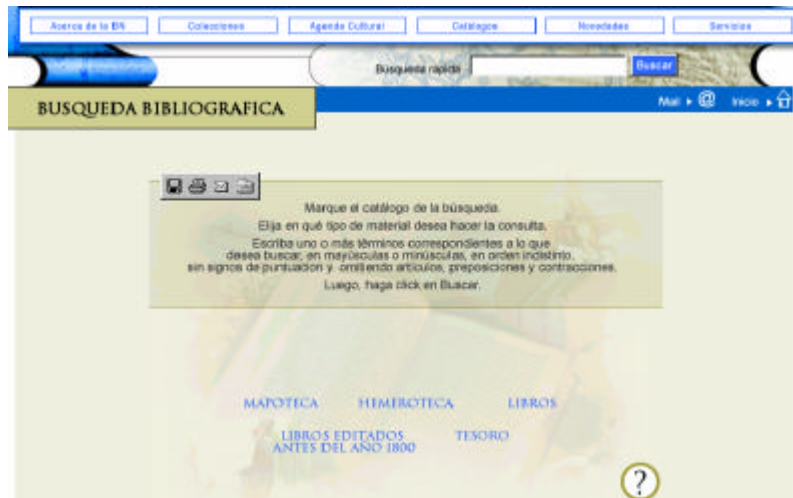 Acerca de la BN Colecciones Agenda Cultural Catálogos Novedades Servicios
Búsqueda rápida Buscar
BUSQUEDA BIBLIOGRAFICA
Mail @ Inicio
Marque el catálogo de la búsqueda.
Elija en qué tipo de material desea hacer la consulta.
Escriba uno o más términos correspondientes a lo que
desea buscar, en mayúsculas o minúsculas, en orden indistinto,
sin signos de puntuacion y omitiendo artículos, preposiciones y contracciones.
Luego, haga click en Buscar.
MAPOTECA HEMEROTECA LIBROS
LIBROS EDITADOS TESORO
ANTES DEL AÑO 1800
?